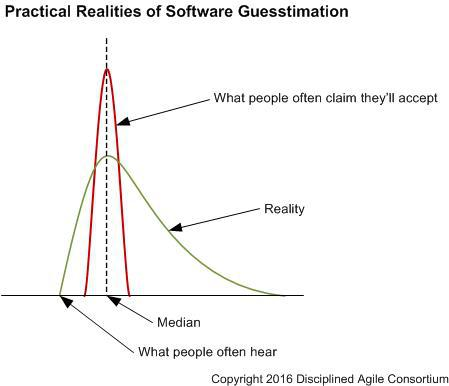 Practical Realities of Software Guesstimation
What people often claim they'll accept
Reality
Median
What people often hear
Copyright 2016 Disciplined Agile Consortium